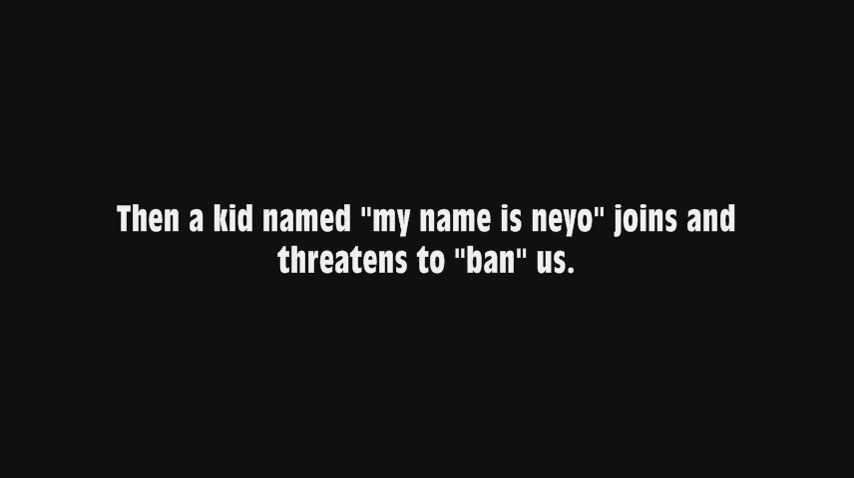 Then a kid named "my name is neyo" joins and
threatens to "ban" us.